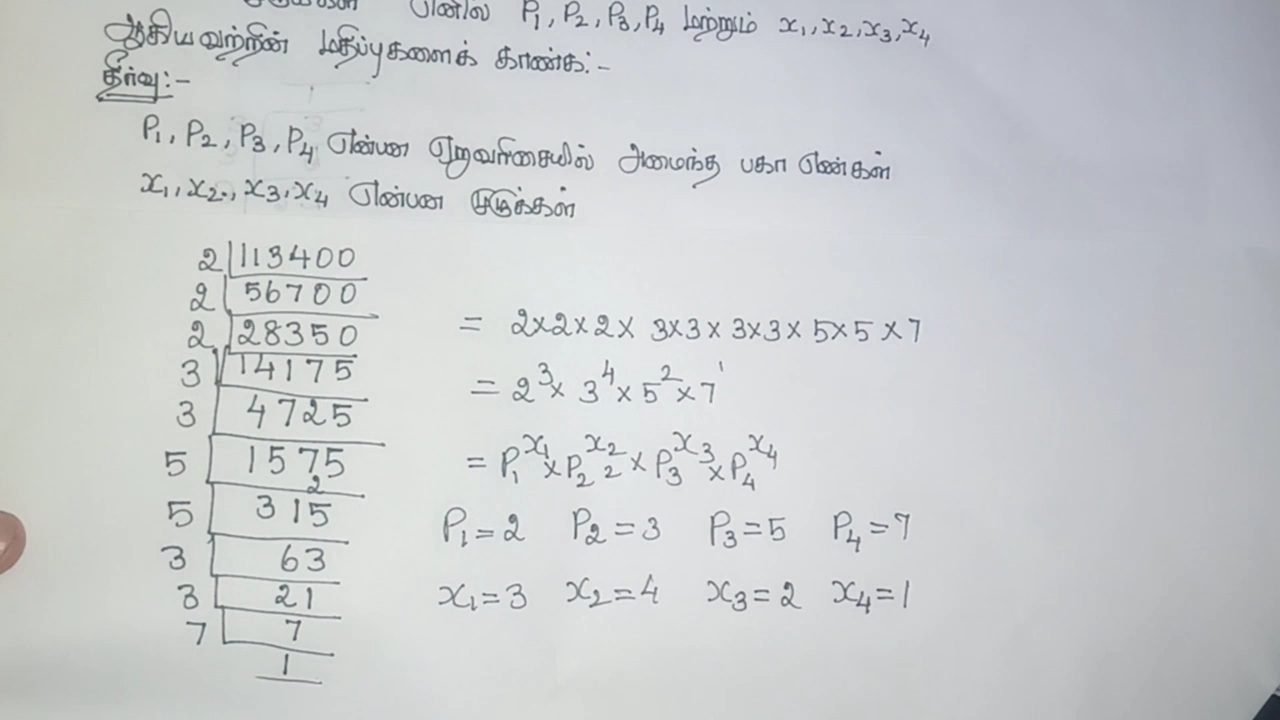 எனில் P₁, P₂, P₃, P₄ மற்றும் x₁, x₂, x₃, x₄
ஆகியவற்றின் மதிப்புகளைக் காண்க:-
தீர்வு:-
P₁, P₂, P₃, P₄ என்பன ஏறுவரிசையில் அமைந்த பகா எண்கள்
x₁, x₂, x₃, x₄ என்பன அடுக்கள்
2 | 113400
2 | 56700
2 | 28350
3 | 14175
3 | 4725
5 | 1575
5 | 315
3 | 63
3 | 21
7 | 7
1
= 2×2×2× 3×3×3×3× 5×5 ×7
= 2³× 3⁴× 5²× 7¹
= P₁^x₁ × P₂^x₂ × P₃^x₃ × P₄^x₄
P₁=2 P₂=3 P₃=5 P₄=7
x₁=3 x₂=4 x₃=2 x₄=1